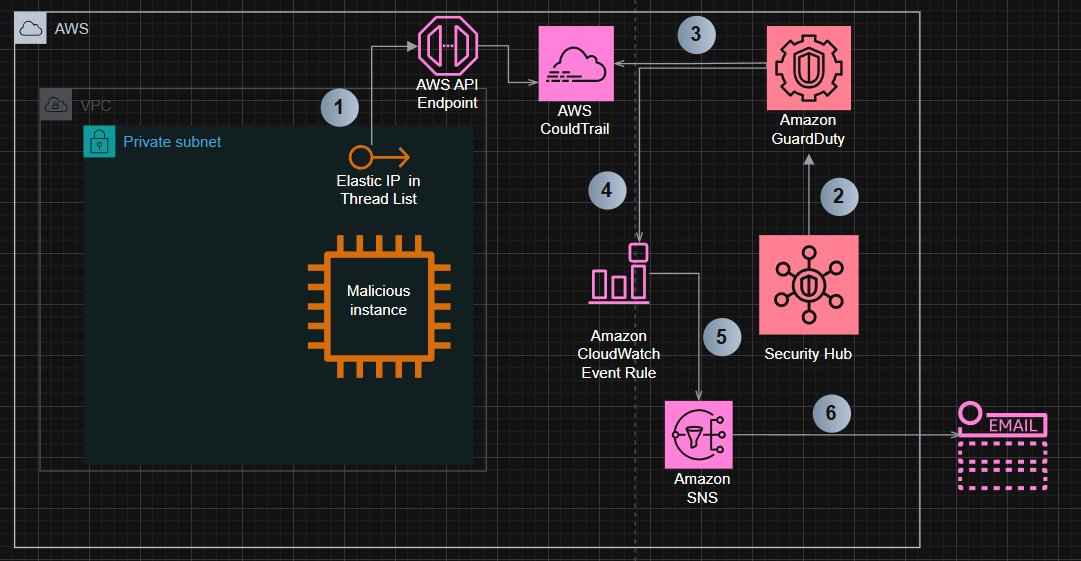 AWS
3
AWS API
Endpoint
AWS
CouldTrail
Amazon
GuardDuty
VPC
1
Private subnet
Elastic IP  in
Thread List
4
2
Malicious
instance
Amazon
CloudWatch
Event Rule
5
Security Hub
6
EMAIL
Amazon
SNS